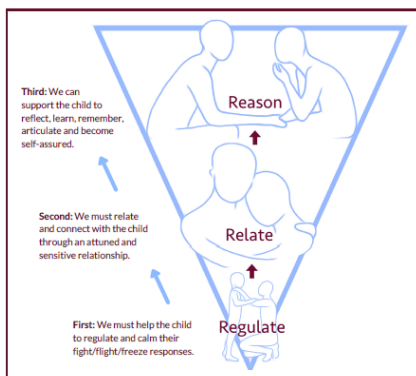 Third: We can
support the child to
reflect, learn, remember,
articulate and become
self-assured.
Reason
Second: We must relate
and connect with the child
through an attuned and
sensitive relationship.
Relate
First: We must help the child
to regulate and calm their
fight/flight/freeze responses.
Regulate